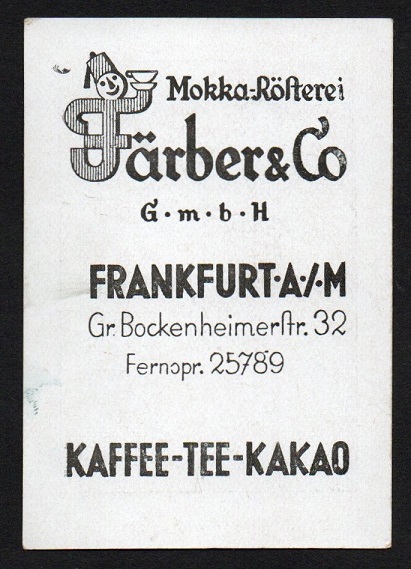 Mokka-Röſterei
Färber & Co
G·m·b·H
FRANKFURT·A·/·M
Gr. Bockenheimerſtr. 32
Fernspr. 25789
KAFFEE-TEE-KAKAO